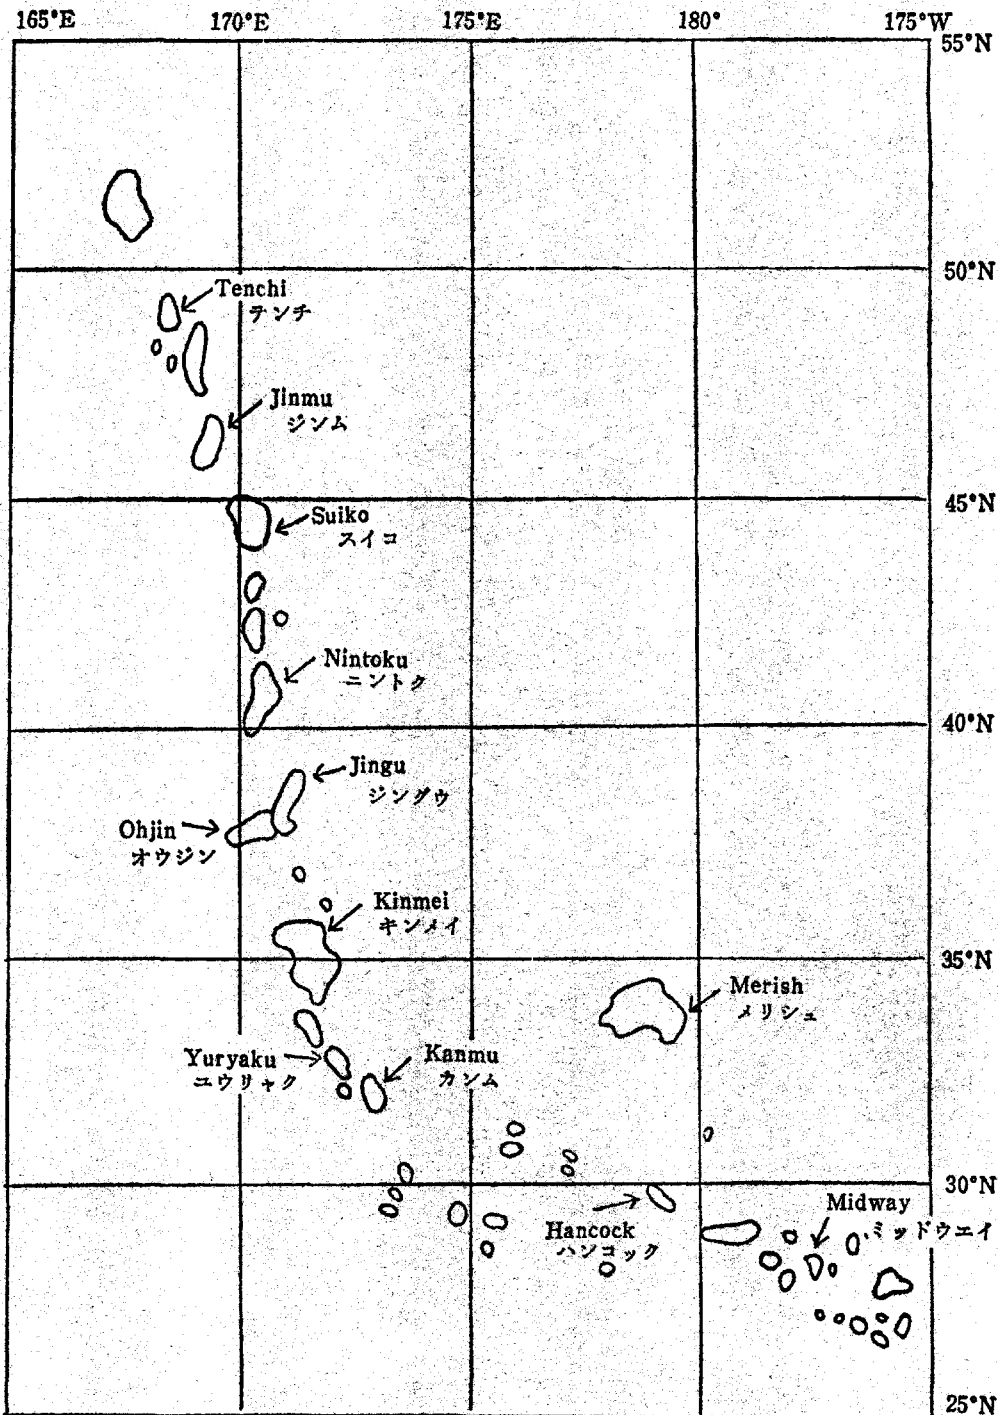 165°E 170°E 175°E 180° 175°W
55°N
50°N
Tenchi
テンチ
Jinmu
ジンム
45°N
Suiko
スイコ
Nintoku
ニントク
40°N
Jingu
ジングウ
Ohjin
オウジン
Kinmei
キンメイ
35°N
Merish
メリシュ
Yuryaku
ユウリャク
Kanmu
カンム
30°N
Midway
ミッドウエイ
Hancock
ハンコック
25°N